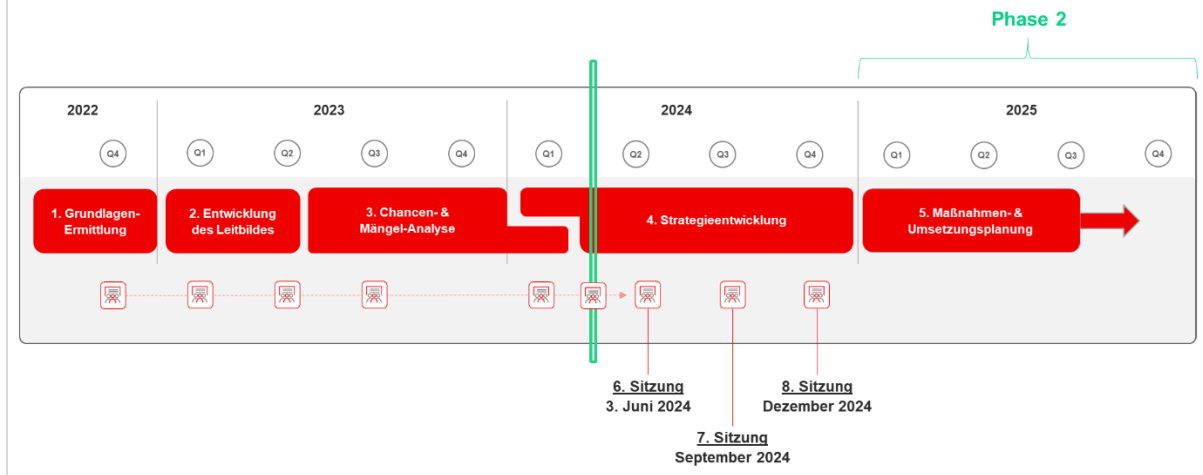 Phase 2
2022
2023
2024
2025
Q4
Q1
Q2
Q3
Q4
Q1
Q2
Q3
Q4
Q1
Q2
Q3
Q4
1. Grundlagen-
Ermittlung
2. Entwicklung
des Leitbildes
3. Chancen- &
Mängel-Analyse
4. Strategieentwicklung
5. Maßnahmen- &
Umsetzungsplanung
6. Sitzung
3. Juni 2024
8. Sitzung
Dezember 2024
7. Sitzung
September 2024